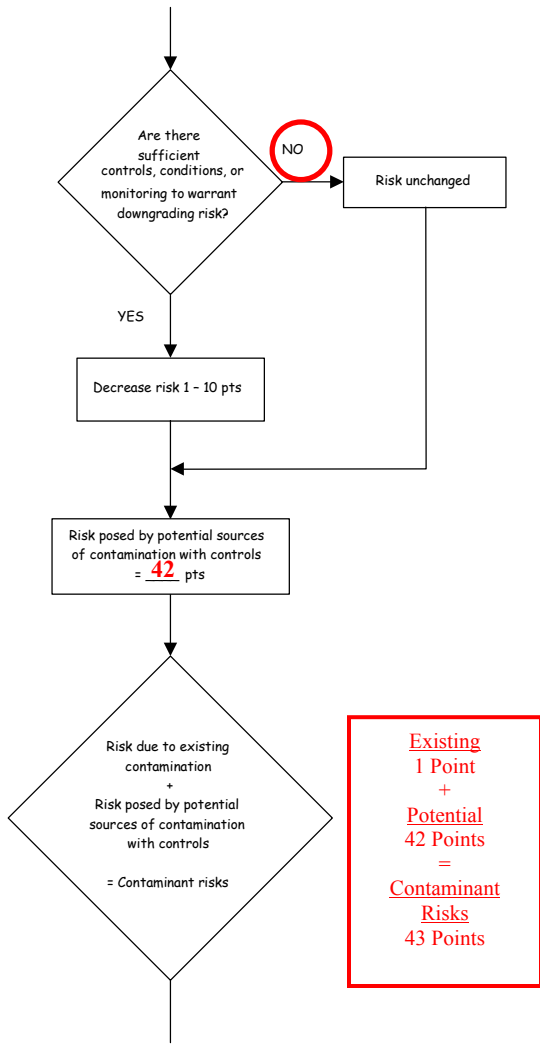 Are there
sufficient
controls, conditions, or
monitoring to warrant
downgrading risk?
NO
Risk unchanged
YES
Decrease risk 1 – 10 pts
Risk posed by potential sources
of contamination with controls
= 42 pts
Risk due to existing
contamination
+
Risk posed by potential
sources of contamination
with controls
= Contaminant risks
Existing
1 Point
+
Potential
42 Points
=
Contaminant
Risks
43 Points